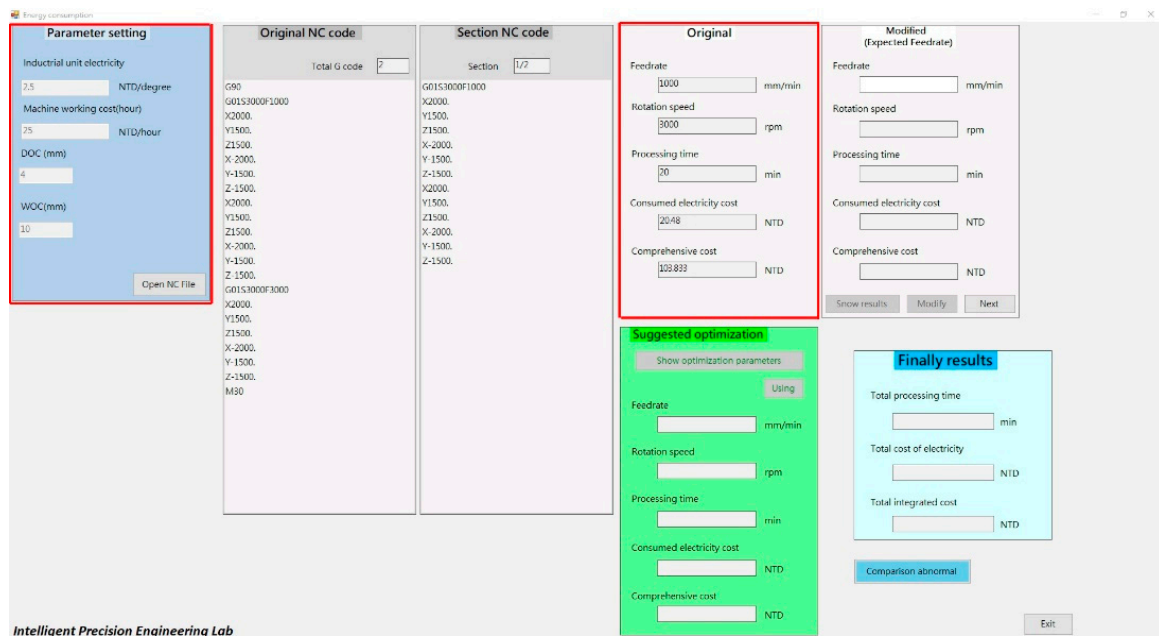 Energy consumption
Parameter setting
Industrial unit electricity
2.5 NTD/degree
Machine working cost(hour)
25 NTD/hour
DOC (mm)
4
WOC(mm)
10
Open NC File
Original NC code
Total G code 2
G90
G01S3000F1000
X2000.
Y1500.
Z1500.
X-2000.
Y-1500.
Z-1500.
X2000.
Y1500.
Z1500.
X-2000.
Y-1500.
Z-1500.
G01S3000F3000
X2000.
Y1500.
Z1500.
X-2000.
Y-1500.
Z-1500.
M30
Section NC code
Section 1/2
G01S3000F1000
X2000.
Y1500.
Z1500.
X-2000.
Y-1500.
Z-1500.
X2000.
Y1500.
Z1500.
X-2000.
Y-1500.
Z-1500.
Original
Feedrate
1000 mm/min
Rotation speed
3000 rpm
Processing time
20 min
Consumed electricity cost
20.48 NTD
Comprehensive cost
103.833 NTD
Modified
(Expected Feedrate)
Feedrate
mm/min
Rotation speed
rpm
Processing time
min
Consumed electricity cost
NTD
Comprehensive cost
NTD
Snow results Modify Next
Suggested optimization
Show optimization parameters
Using
Feedrate
mm/min
Rotation speed
rpm
Processing time
min
Consumed electricity cost
NTD
Comprehensive cost
NTD
Finally results
Total processing time
min
Total cost of electricity
NTD
Total integrated cost
NTD
Comparison abnormal
Exit
Intelligent Precision Engineering Lab